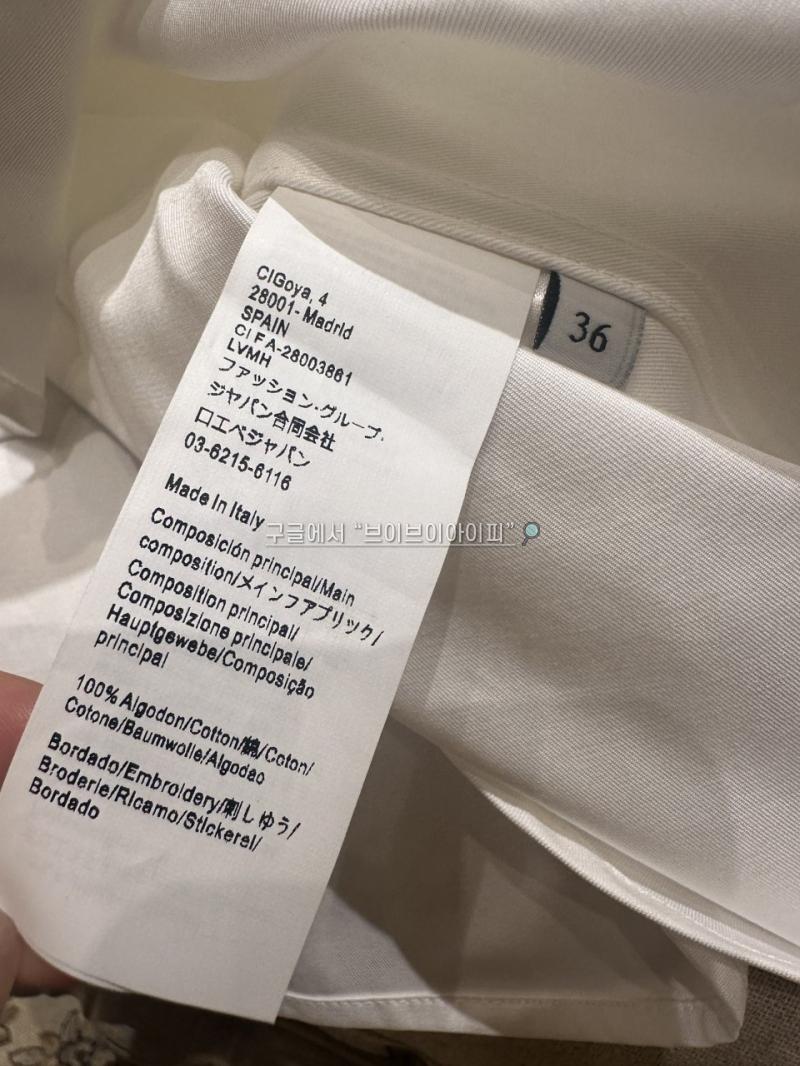 C/Goya, 4
28001- Madrid
SPAIN
CIF A-28003861
LVMH
ファッション・グループ・
ジャパン合同会社
ロエベジャパン
03-6215-6116
36
Made in Italy
Composición principal/Main
composition/メインファブリック/
Composition principal/
Composizione principale/
Hauptgewebe/Composição
principal
100% Algodon/Cotton/綿/Coton/
Cotone/Baumwolle/Algodao
Bordado/Embroidery/刺しゆう/
Broderie/Ricamo/Stickerei/
Bordado
구글에서 “브이브이아이피”